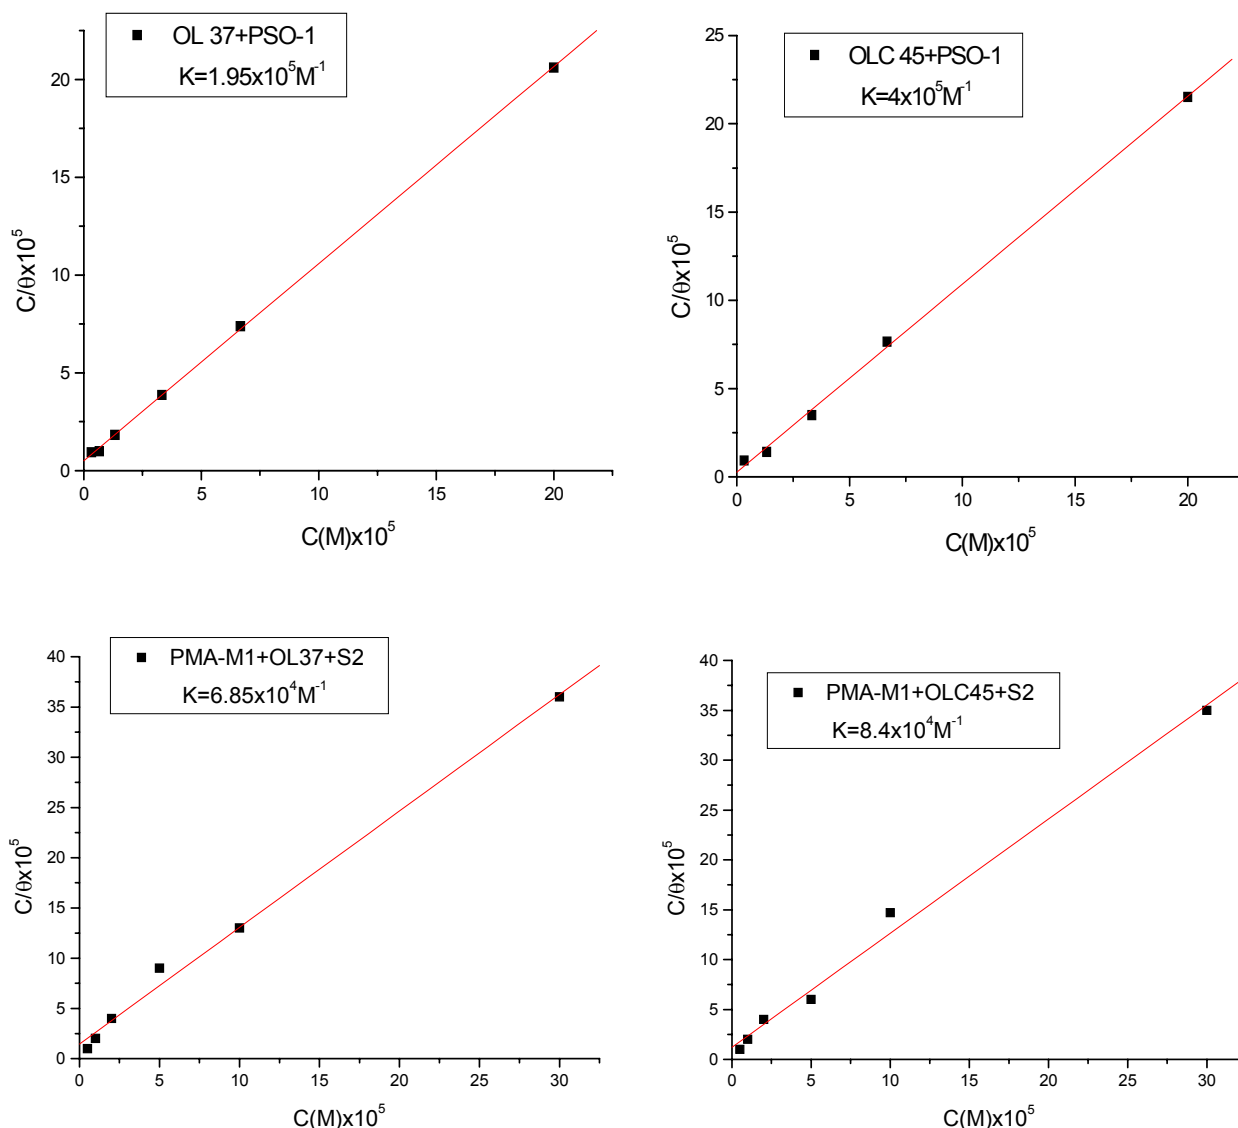 OL 37+PSO-1
K=1.95x10⁵M⁻¹
20
15
10
5
0
C/θx10⁵
0 5 10 15 20
C(M)x10⁵
OLC 45+PSO-1
K=4x10⁵M⁻¹
25
20
15
10
5
0
C/θx10⁵
0 5 10 15 20
C(M)x10⁵
PMA-M1+OL37+S2
K=6.85x10⁴M⁻¹
40
35
30
25
20
15
10
5
0
C/θx10⁵
0 5 10 15 20 25 30
C(M)x10⁵
PMA-M1+OLC45+S2
K=8.4x10⁴M⁻¹
40
35
30
25
20
15
10
5
0
C/θx10⁵
0 5 10 15 20 25 30
C(M)x10⁵